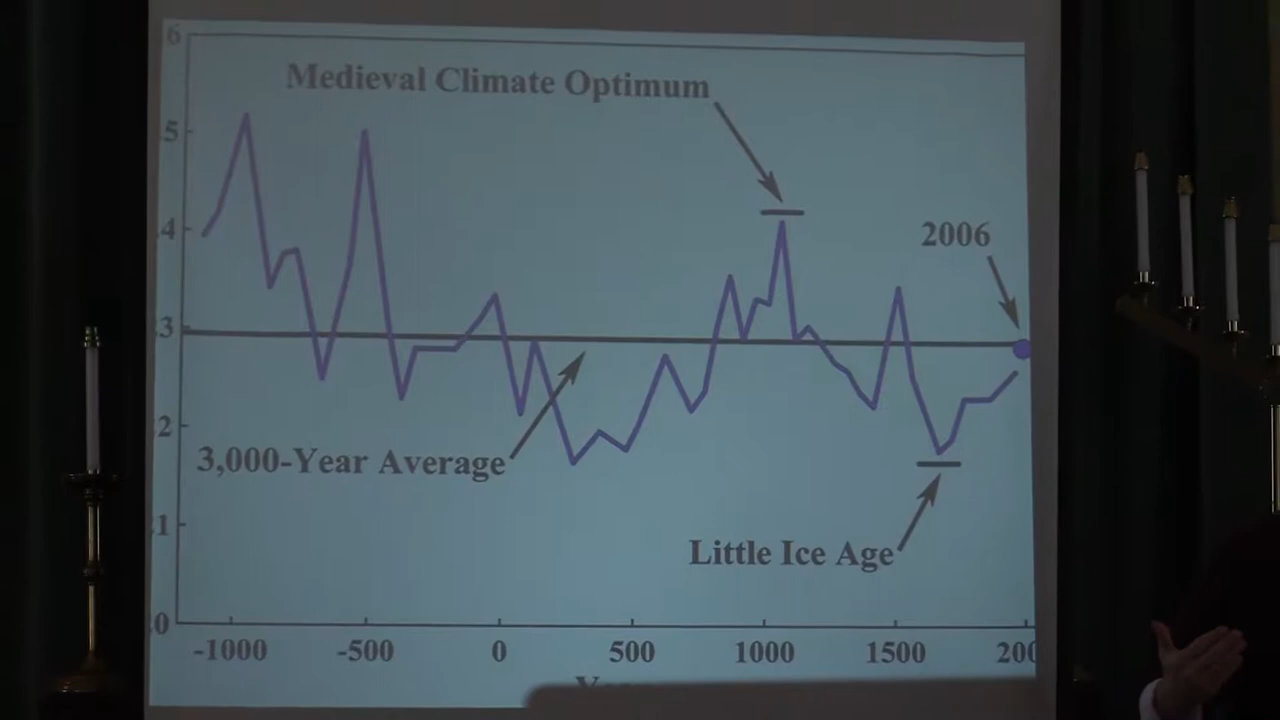 6
Medieval Climate Optimum
5
4
2006
3
3,000-Year Average
2
1
Little Ice Age
0
-1000 -500 0 500 1000 1500 200